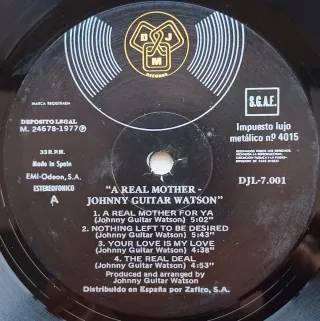 D J
M
RECORDS
MARCA REGISTRADA
S.G.A.E.
DEPOSITO LEGAL
M. 24678-1977 Ⓟ
Impuesto lujo
metálico nº 4015
33 R.P.M.
Made in Spain
EMI-Odeon, S.A.
ESTEREOFONICO
A
DJL-7.001
"A REAL MOTHER -
JOHNNY GUITAR WATSON"
1. A REAL MOTHER FOR YA
(Johnny Guitar Watson) 5:02"
2. NOTHING LEFT TO BE DESIRED
(Johnny Guitar Watson) 5:43"
3. YOUR LOVE IS MY LOVE
(Johnny Guitar Watson) 4:38"
4. THE REAL DEAL
(Johnny Guitar Watson) 4:53"
Produced and arranged by
Johnny Guitar Watson
Distribuido en España por Zafiro, S.A.